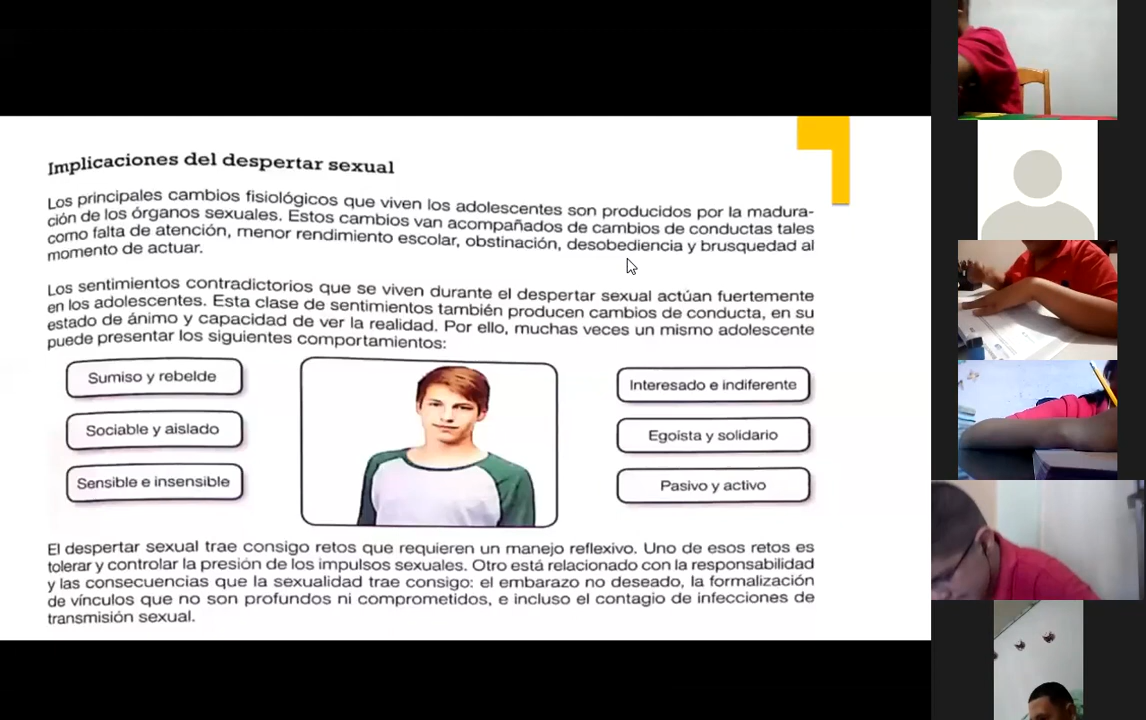 Implicaciones del despertar sexual
Los principales cambios fisiológicos que viven los adolescentes son producidos por la madura-
ción de los órganos sexuales. Estos cambios van acompañados de cambios de conductas tales
como falta de atención, menor rendimiento escolar, obstinación, desobediencia y brusquedad al
momento de actuar.
Los sentimientos contradictorios que se viven durante el despertar sexual actúan fuertemente
en los adolescentes. Esta clase de sentimientos también producen cambios de conducta, en su
estado de ánimo y capacidad de ver la realidad. Por ello, muchas veces un mismo adolescente
puede presentar los siguientes comportamientos:
Sumiso y rebelde
Sociable y aislado
Sensible e insensible
Interesado e indiferente
Egoísta y solidario
Pasivo y activo
El despertar sexual trae consigo retos que requieren un manejo reflexivo. Uno de esos retos es
tolerar y controlar la presión de los impulsos sexuales. Otro está relacionado con la responsabilidad
y las consecuencias que la sexualidad trae consigo: el embarazo no deseado, la formalización
de vínculos que no son profundos ni comprometidos, e incluso el contagio de infecciones de
transmisión sexual.